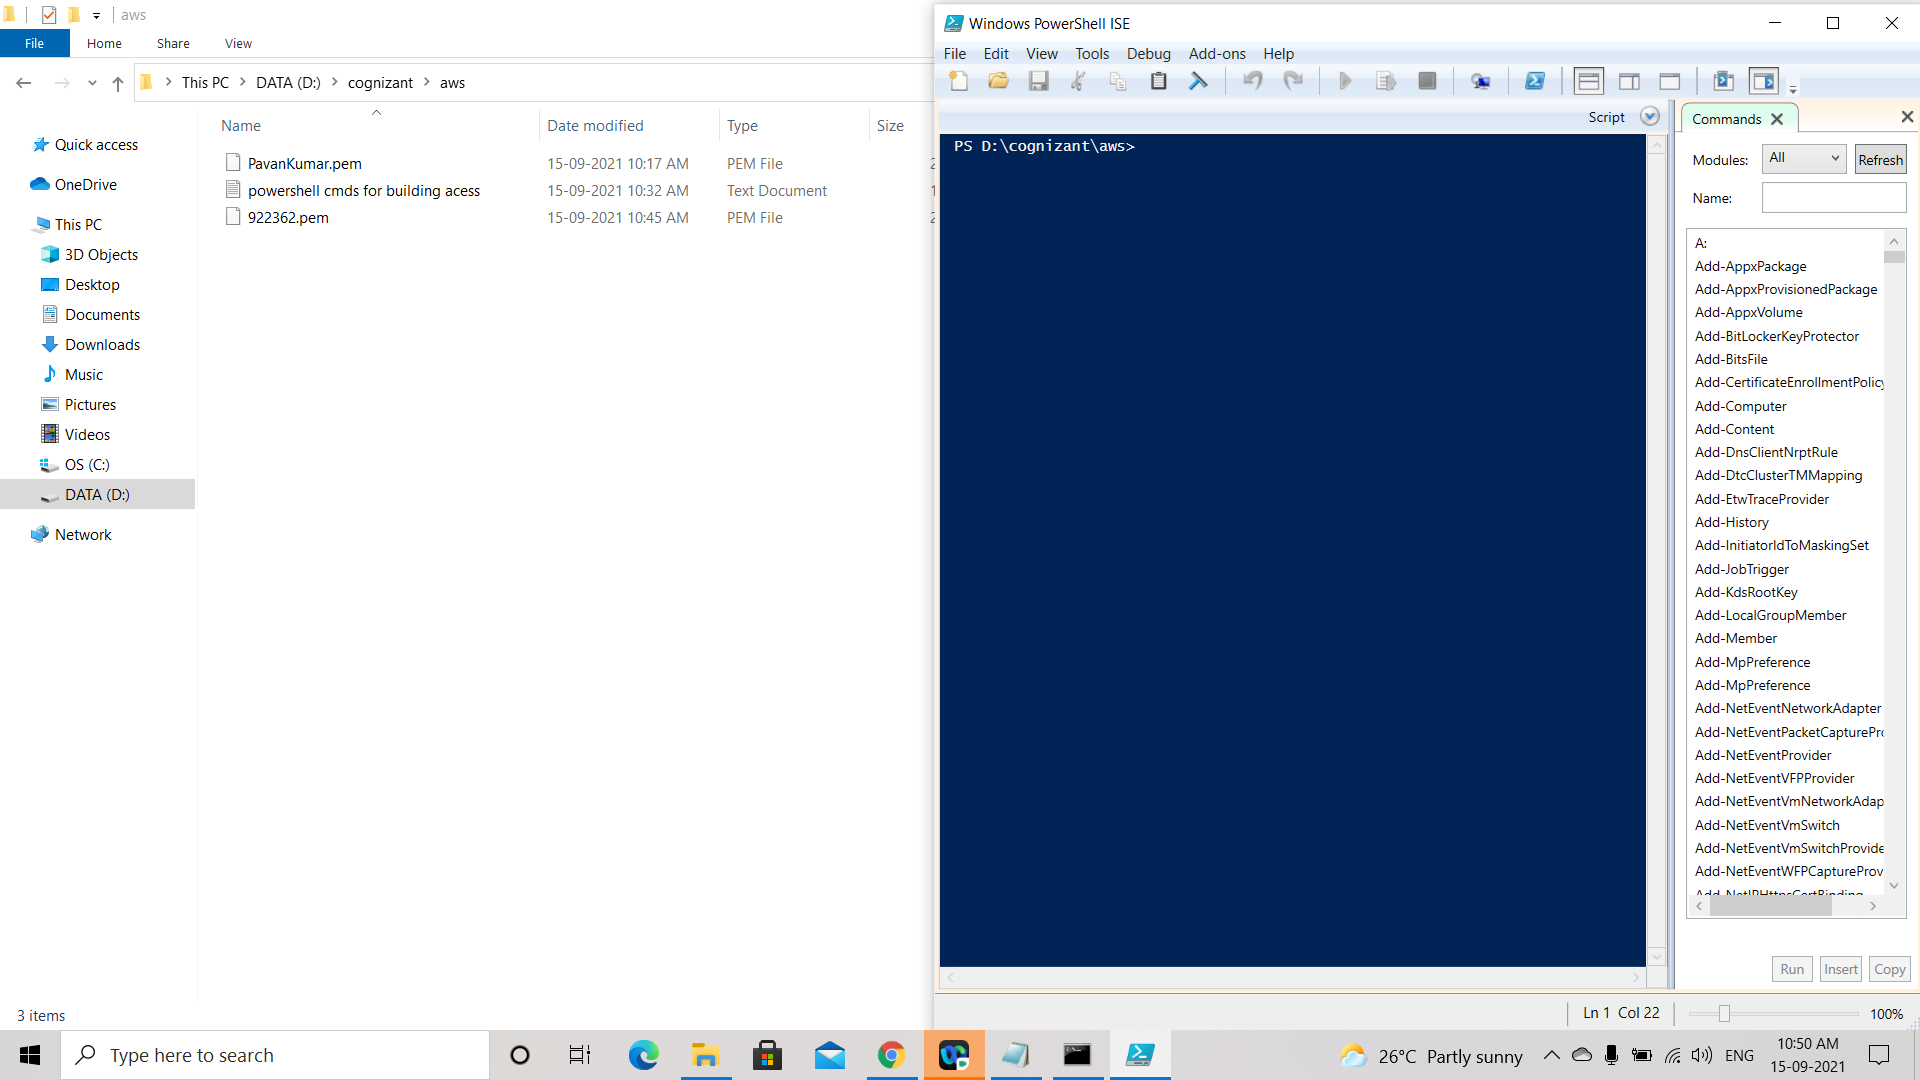 aws
File Home Share View
This PC DATA (D:) cognizant aws
Name Date modified Type Size
Quick access
OneDrive
This PC
3D Objects
Desktop
Documents
Downloads
Music
Pictures
Videos
OS (C:)
DATA (D:)
Network
PavanKumar.pem 15-09-2021 10:17 AM PEM File
powershell cmds for building acess 15-09-2021 10:32 AM Text Document
922362.pem 15-09-2021 10:45 AM PEM File
3 items
Windows PowerShell ISE
File Edit View Tools Debug Add-ons Help
Script
PS D:\cognizant\aws>
Commands
Modules: All Refresh
Name:
A:
Add-AppxPackage
Add-AppxProvisionedPackage
Add-AppxVolume
Add-BitLockerKeyProtector
Add-BitsFile
Add-CertificateEnrollmentPolicy
Add-Computer
Add-Content
Add-DnsClientNrptRule
Add-DtcClusterTMMapping
Add-EtwTraceProvider
Add-History
Add-InitiatorIdToMaskingSet
Add-JobTrigger
Add-KdsRootKey
Add-LocalGroupMember
Add-Member
Add-MpPreference
Add-MpPreference
Add-NetEventNetworkAdapter
Add-NetEventPacketCapturePro
Add-NetEventProvider
Add-NetEventVFPProvider
Add-NetEventVmNetworkAdap
Add-NetEventVmSwitch
Add-NetEventVmSwitchProvide
Add-NetEventWFPCaptureProv
Add-NetIPHttpsCertBinding
Run Insert Copy
Ln 1 Col 22 100%
Type here to search
26°C Partly sunny ENG
10:50 AM
15-09-2021